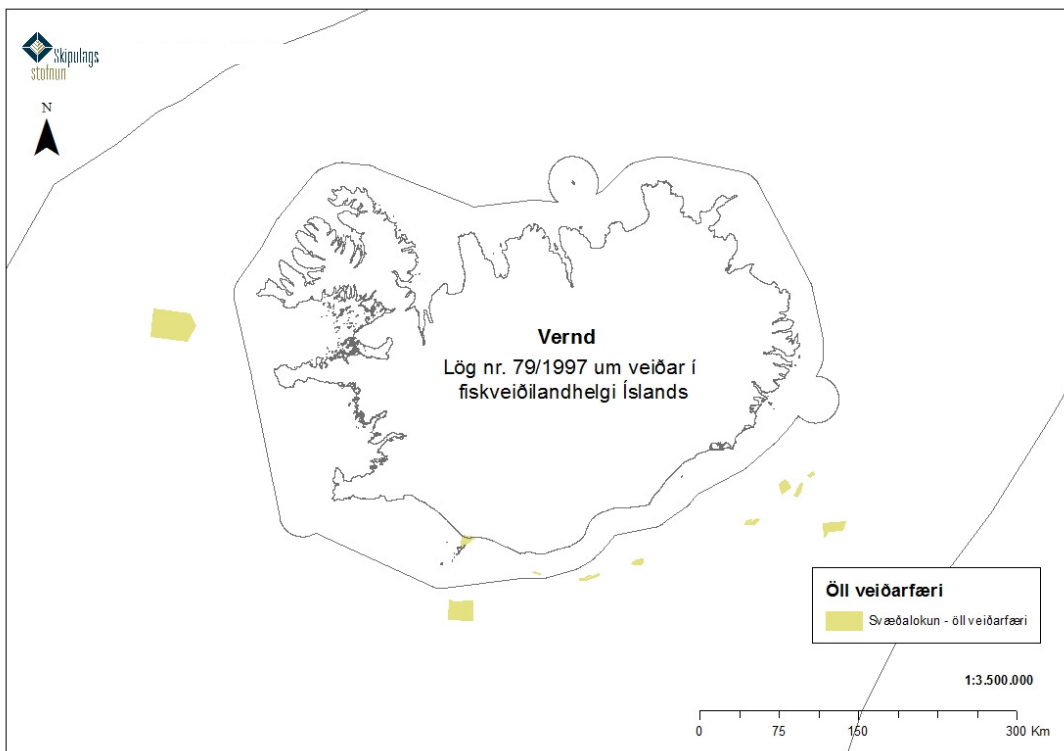 Skipulags
stofnun
N
Vernd
Lög nr. 79/1997 um veiðar í
fiskveiðilandhelgi Íslands
Öll veiðarfæri
Svæðalokun - öll veiðarfæri
1:3.500.000
0 75 150 300 Km